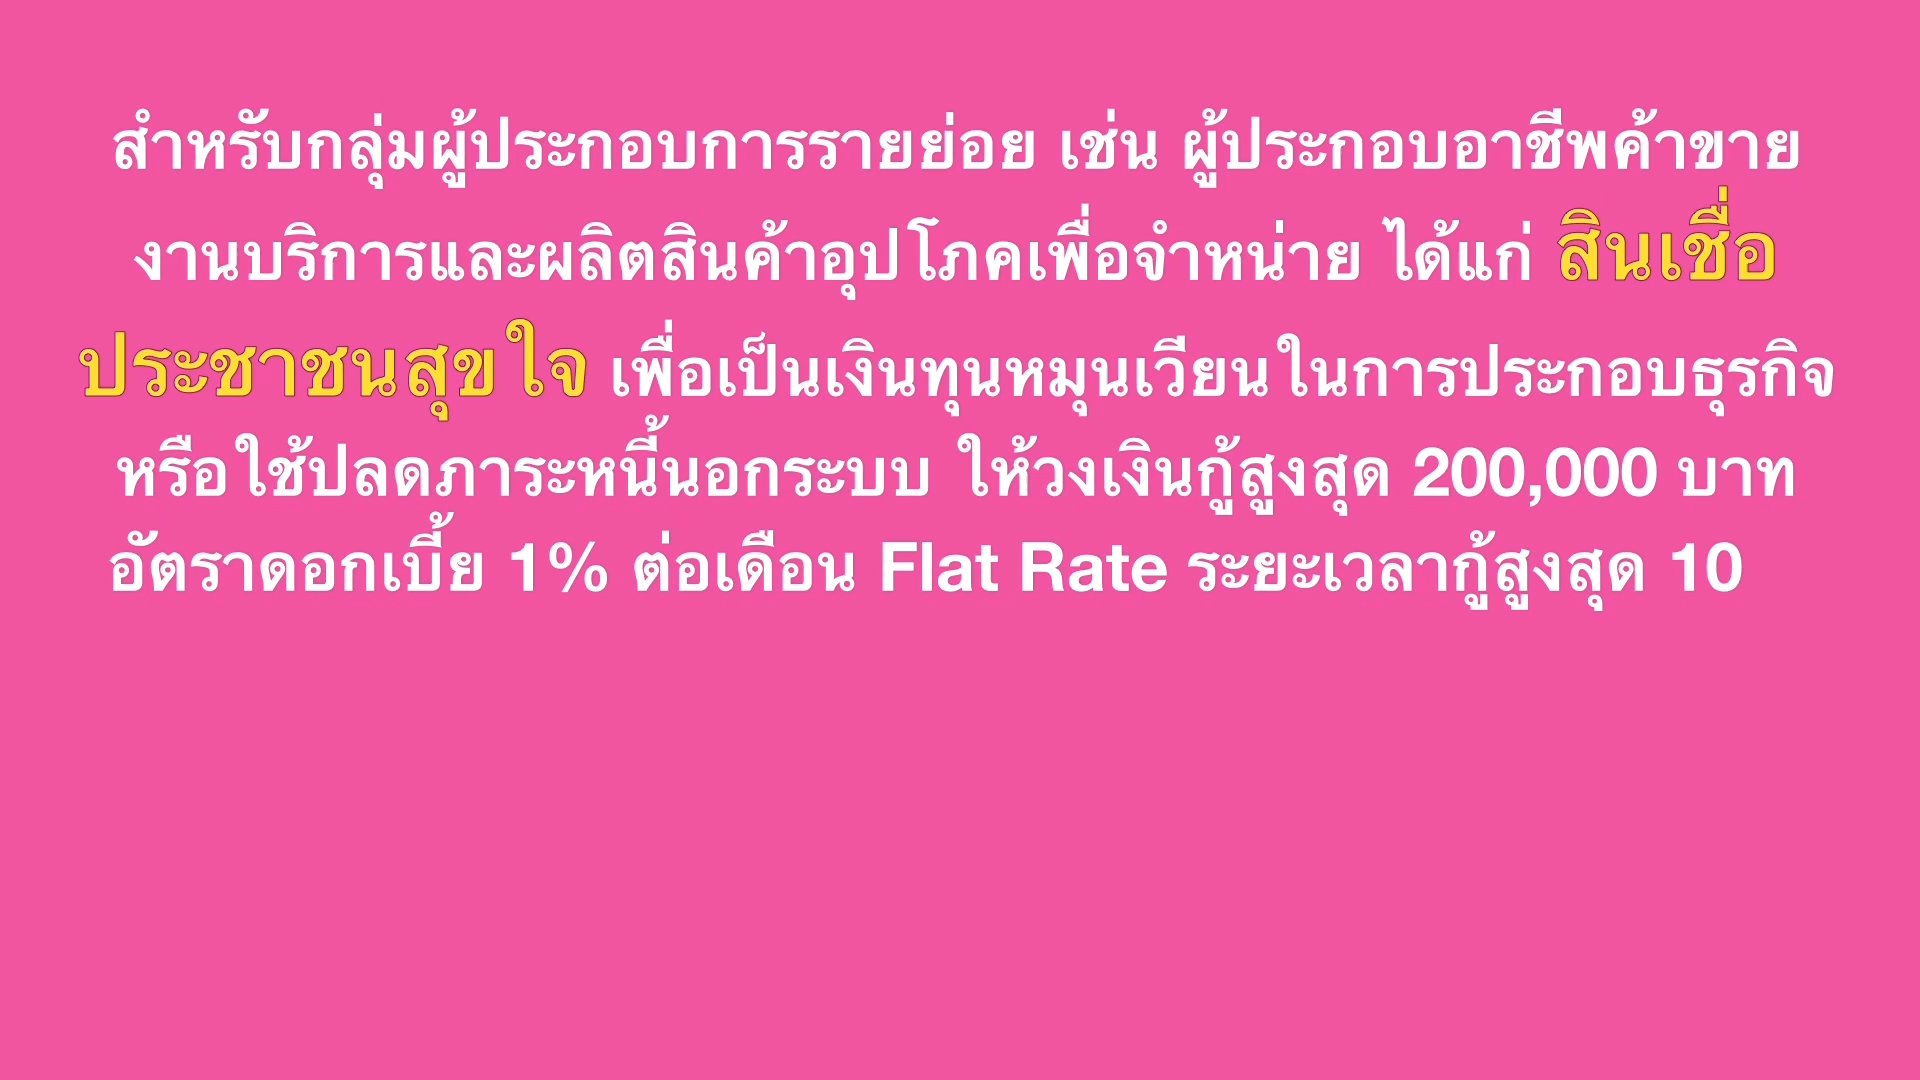 สำหรับกลุ่มผู้ประกอบการรายย่อย เช่น ผู้ประกอบอาชีพค้าขาย
งานบริการและผลิตสินค้าอุปโภคเพื่อจำหน่าย ได้แก่ สินเชื่อ
ประชาชนสุขใจ เพื่อเป็นเงินทุนหมุนเวียนในการประกอบธุรกิจ
หรือใช้ปลดภาระหนี้นอกระบบ ให้วงเงินกู้สูงสุด 200,000 บาท
อัตราดอกเบี้ย 1% ต่อเดือน Flat Rate ระยะเวลากู้สูงสุด 10